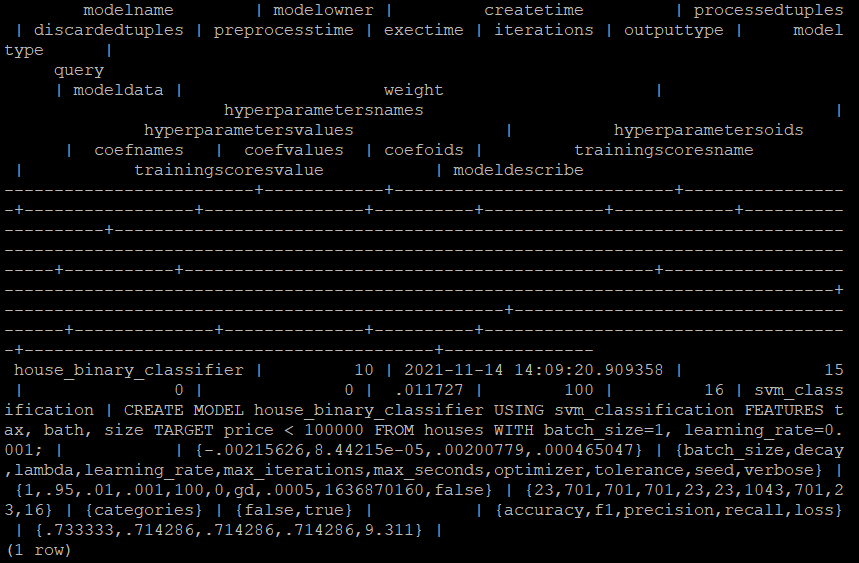 modelname | modelowner | createtime | processedtuples
| discardedtuples | preprocesstime | exectime | iterations | outputtype | model
type |
query
| modeldata | weight |
hyperparametersnames |
hyperparametersvalues | hyperparametersoids
| coefnames | coefvalues | coefoids | trainingscoresname
| trainingscoresvalue | modeldescribe
-------------------------+------------+----------------------------+----------------
-+-----------------+----------------+----------+------------+------------+----------
----------+-------------------------------------------------------------------------
------------------------------------------------------------------------------------
-----+-----------+-----------------------------------------------+------------------
-----------------------------------------------------------------------------------+
--------------------------------------------------+---------------------------------
------+--------------+--------------+----------+------------------------------------
-+-----------------------------------------+---------------
house_binary_classifier | 10 | 2021-11-14 14:09:20.909358 | 15
| 0 | 0 | .011727 | 100 | 16 | svm_class
ification | CREATE MODEL house_binary_classifier USING svm_classification FEATURES t
ax, bath, size TARGET price < 100000 FROM houses WITH batch_size=1, learning_rate=0.
001; | | {-.00215626,8.44215e-05,.00200779,.000465047} | {batch_size,decay
,lambda,learning_rate,max_iterations,max_seconds,optimizer,tolerance,seed,verbose} |
{1,.95,.01,.001,100,0,gd,.0005,1636870160,false} | {23,701,701,701,23,23,1043,701,2
3,16} | {categories} | {false,true} | | {accuracy,f1,precision,recall,loss}
| {.733333,.714286,.714286,.714286,9.311} |
(1 row)